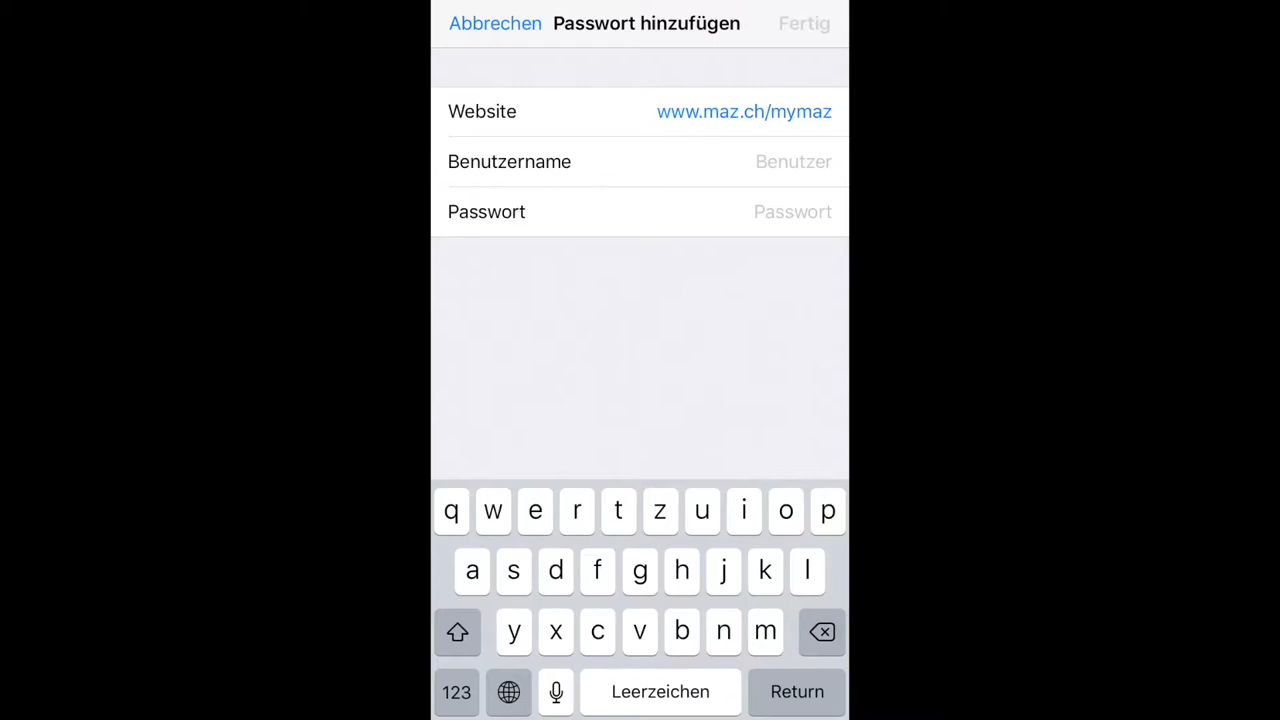 Abbrechen Passwort hinzufügen Fertig
Website www.maz.ch/mymaz
Benutzername Benutzer
Passwort Passwort
q w e r t z u i o p
a s d f g h j k l
y x c v b n m
123 Leerzeichen Return